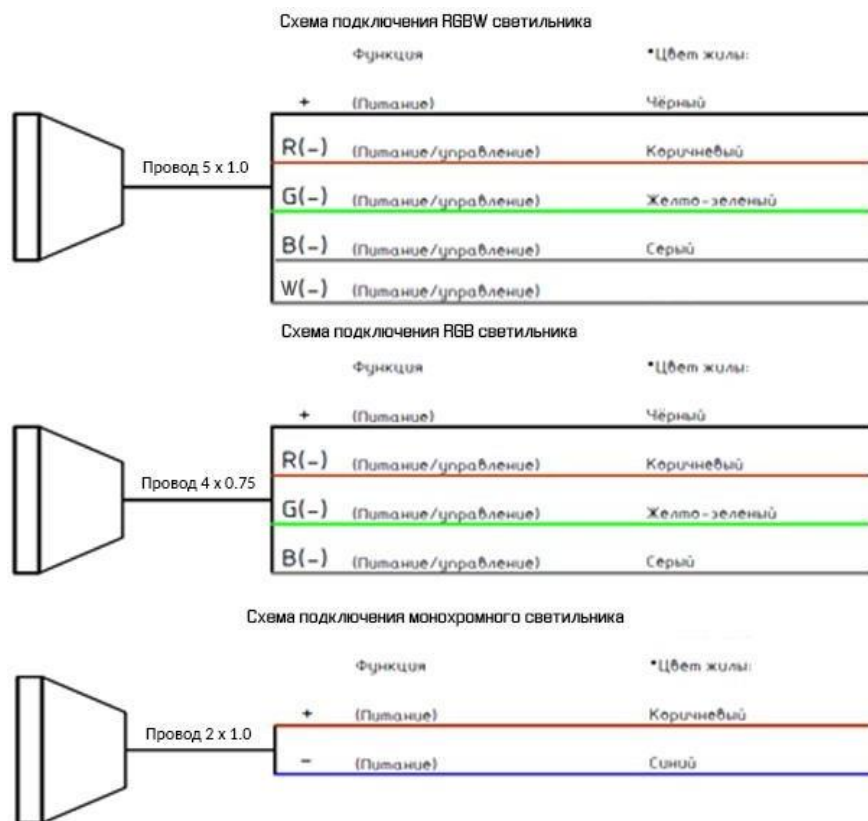 Схема подключения RGBW светильника
Функция *Цвет жилы:
+ (Питание) Чёрный
R(-) (Питание/управление) Коричневый
Провод 5 x 1.0
G(-) (Питание/управление) Желто-зеленый
B(-) (Питание/управление) Серый
W(-) (Питание/управление)
Схема подключения RGB светильника
Функция *Цвет жилы:
+ (Питание) Чёрный
R(-) (Питание/управление) Коричневый
Провод 4 x 0.75
G(-) (Питание/управление) Желто-зеленый
B(-) (Питание/управление) Серый
Схема подключения монохромного светильника
Функция *Цвет жилы:
+ (Питание) Коричневый
Провод 2 x 1.0
- (Питание) Синий